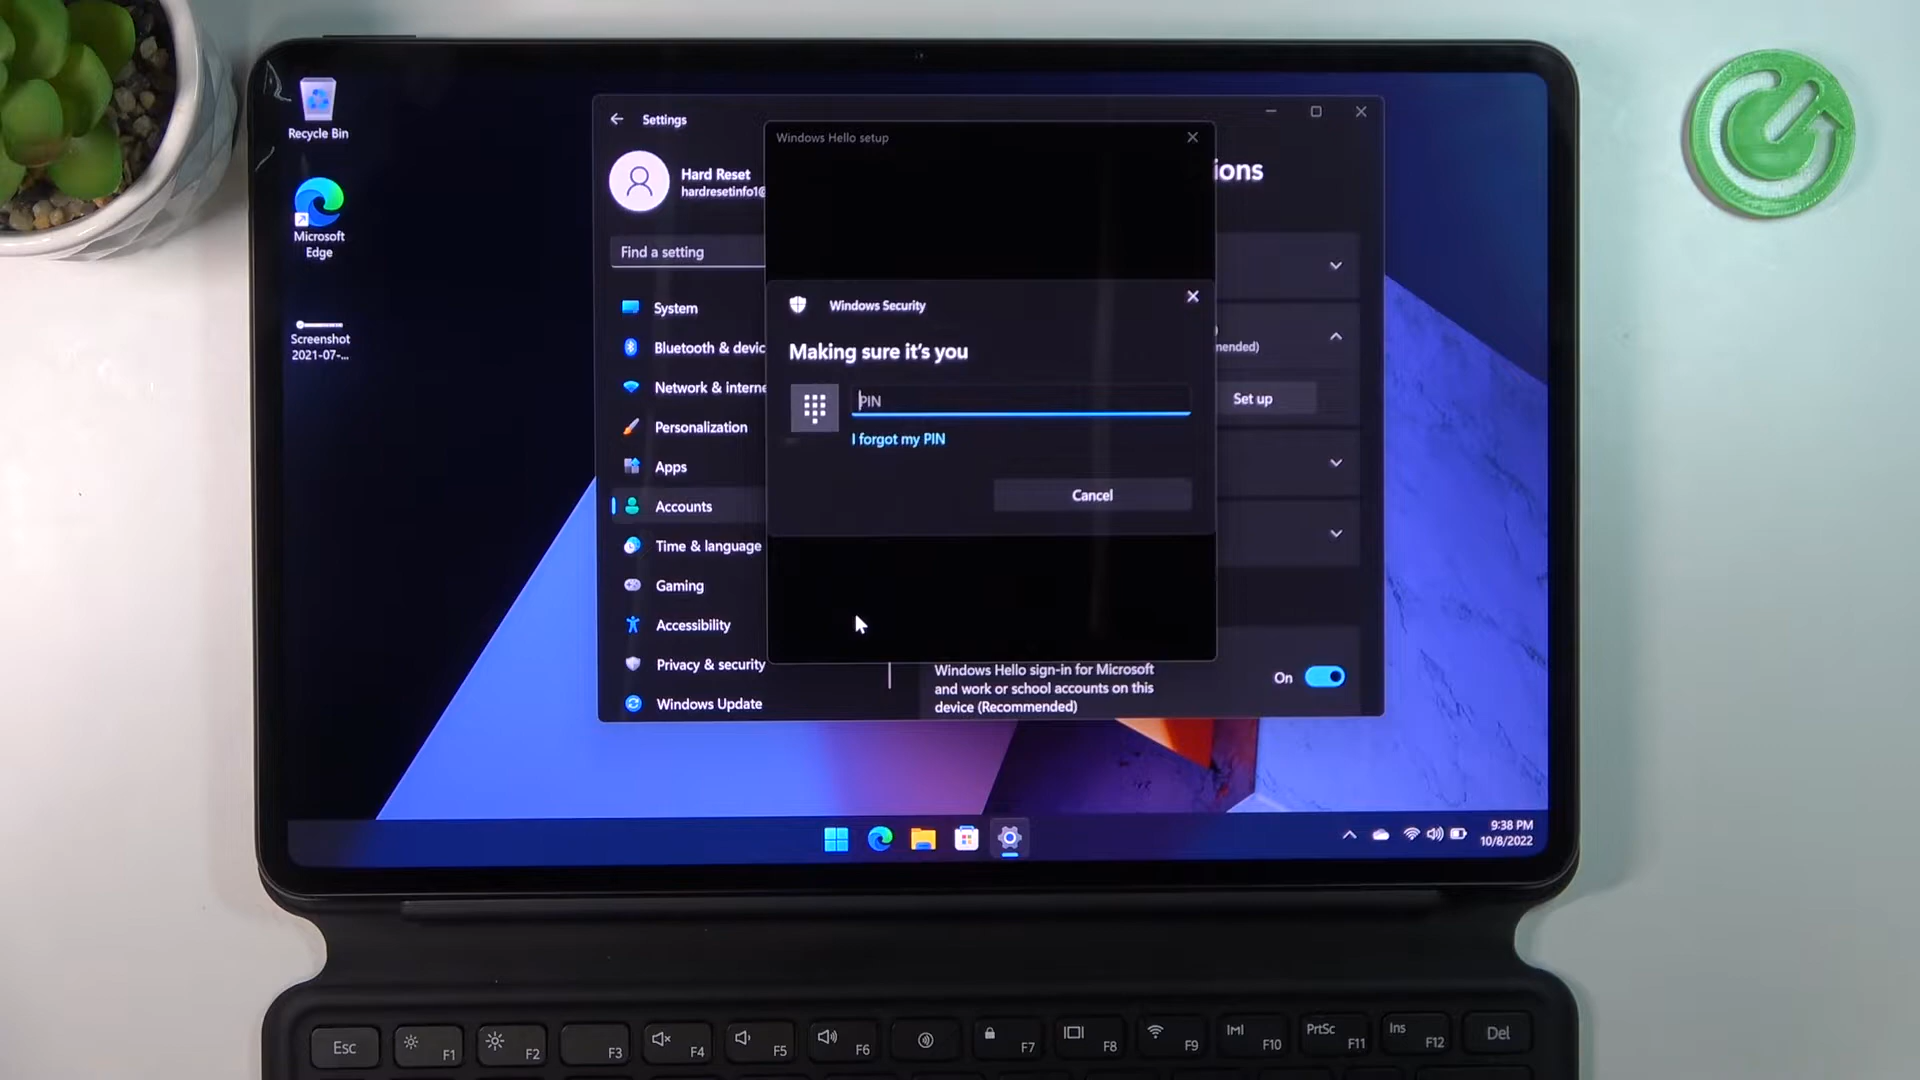 Recycle Bin
Microsoft
Edge
Screenshot
2021-07-...
Settings
Hard Reset
hardresetinfo1@
Find a setting
System
Bluetooth & devic
Network & interne
Personalization
Apps
Accounts
Time & language
Gaming
Accessibility
Privacy & security
Windows Update
Windows Hello setup
Windows Security
Making sure it's you
PIN
I forgot my PIN
Cancel
ions
nended)
Set up
Windows Hello sign-in for Microsoft
and work or school accounts on this
device (Recommended)
On
9:38 PM
10/8/2022
Esc
F1
F2
F3
F4
F5
F6
F7
F8
F9
F10
PrtSc
F11
Ins
F12
Del